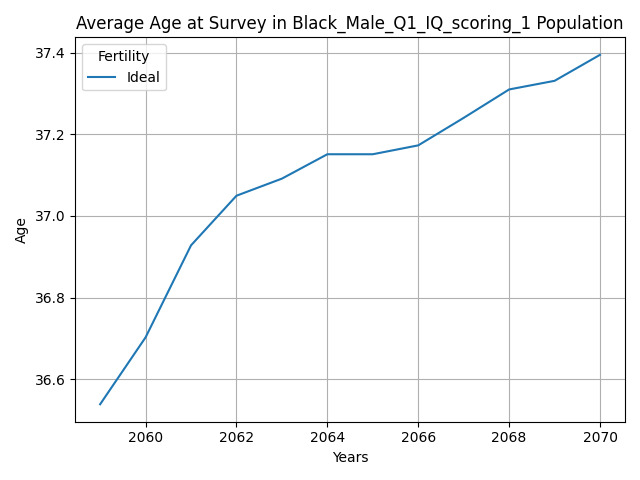 Average Age at Survey in Black_Male_Q1_IQ_scoring_1 Population
Fertility
Ideal
37.4
37.2
37.0
36.8
36.6
Age
2060 2062 2064 2066 2068 2070
Years